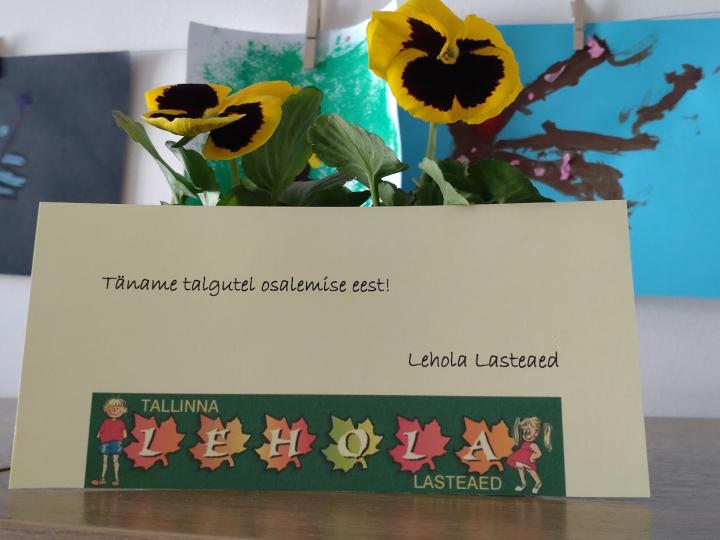 Täname talgutel osalemise eest!
Lehola Lasteaed
TALLINNA
LEHOLA
LASTEAED